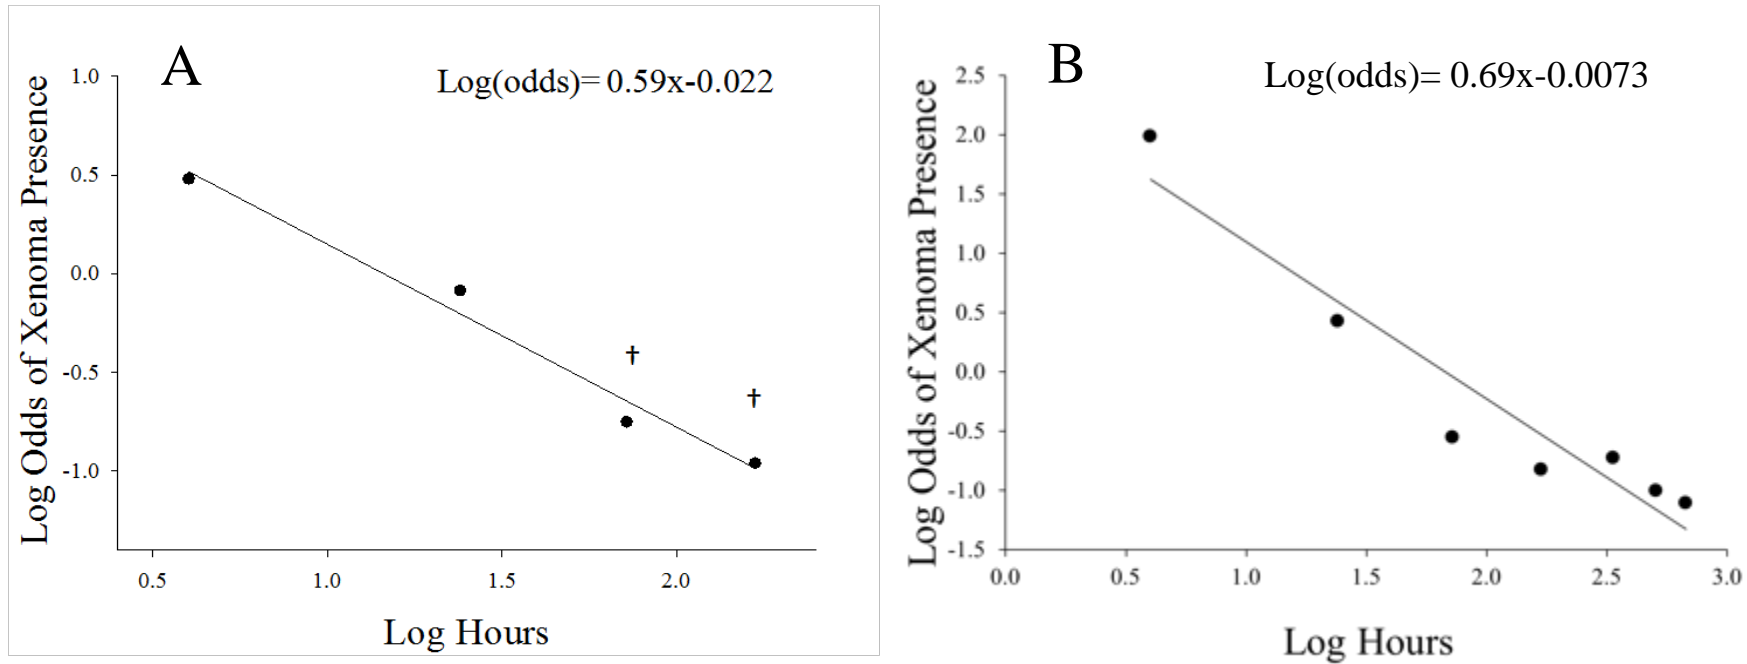 A
Log(odds)= 0.59x-0.022
Log Odds of Xenoma Presence
1.0
0.5
0.0
-0.5
-1.0
†
†
0.5 1.0 1.5 2.0
Log Hours
B
Log(odds)= 0.69x-0.0073
Log Odds of Xenoma Presence
2.5
2.0
1.5
1.0
0.5
0.0
-0.5
-1.0
-1.5
0.0 0.5 1.0 1.5 2.0 2.5 3.0
Log Hours